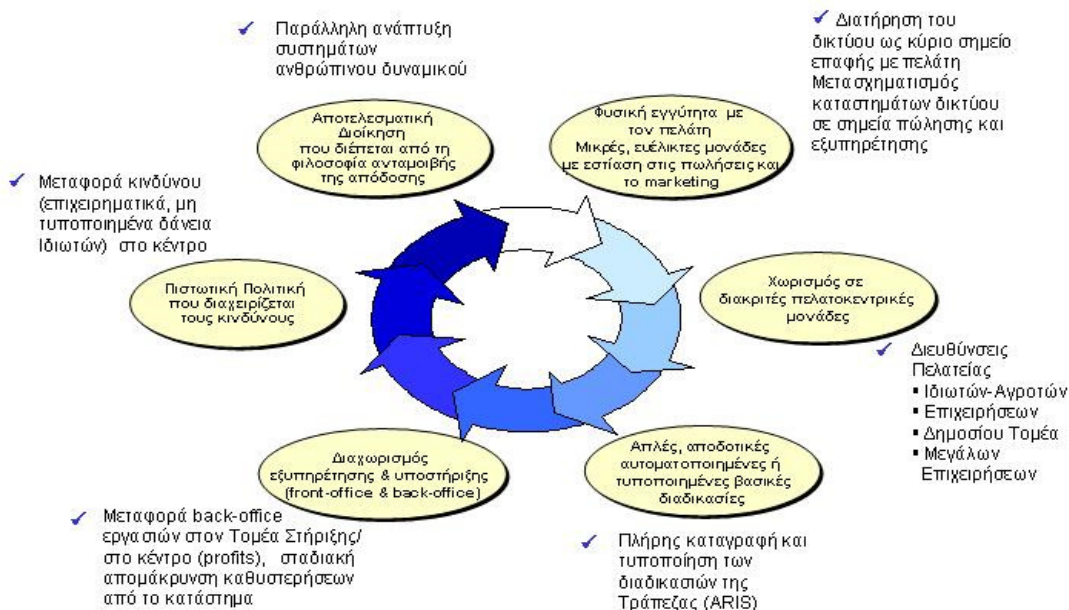 Παράλληλη ανάπτυξη
συστημάτων
ανθρώπινου δυναμικού
Διατήρηση του
δικτύου ως κύριο σημείο
επαφής με πελάτη
Μετασχηματισμός
καταστημάτων δικτύου
σε σημεία πώλησης και
εξυπηρέτησης
Αποτελεσματική
Διοίκηση
που διέπεται από τη
φιλοσοφία ανταμοιβής
της απόδοσης
Φυσική εγγύτητα με
τον πελάτη
Μικρές, ευέλικτες μονάδες
με εστίαση στις πωλήσεις και
το marketing
Μεταφορά κινδύνου
(επιχειρηματικά, μη
τυποποιημένα δάνεια
Ιδιωτών) στο κέντρο
Πιστωτική Πολιτική
που διαχειρίζεται
τους κινδύνους
Χωρισμός σε
διακριτές πελατοκεντρικές
μονάδες
Διευθύνσεις
Πελατείας
▪ Ιδιωτών-Αγροτών
▪ Επιχειρήσεων
▪ Δημοσίου Τομέα
▪ Μεγάλων
Επιχειρήσεων
Διαχωρισμός
εξυπηρέτησης & υποστήριξης
(front-office & back-office)
Απλές, αποδοτικές
αυτοματοποιημένες ή
τυποποιημένες βασικές
διαδικασίες
Μεταφορά back-office
εργασιών στον Τομέα Στήριξης/
στο κέντρο (profits), σταδιακή
απομάκρυνση καθυστερήσεων
από το κατάστημα
Πλήρης καταγραφή και
τυποποίηση των
διαδικασιών της
Τράπεζας (ARIS)